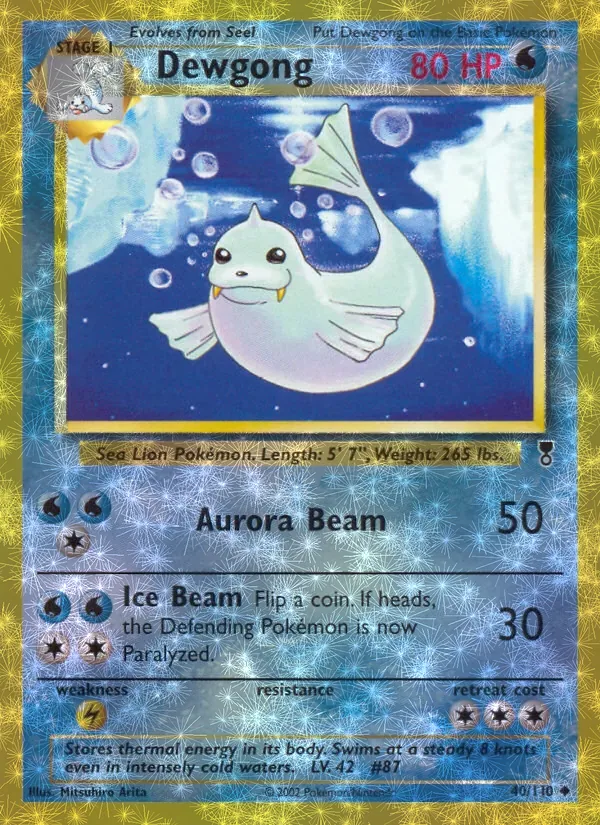 Evolves from Seel Put Dewgong on the Basic Pokémon
STAGE 1
Dewgong 80 HP
Sea Lion Pokémon. Length: 5' 7", Weight: 265 lbs.
Aurora Beam 50
Ice Beam Flip a coin. If heads,
the Defending Pokémon is now
Paralyzed.
30
weakness resistance retreat cost
Stores thermal energy in its body. Swims at a steady 8 knots
even in intensely cold waters. LV. 42 #87
Illus. Mitsuhiro Arita © 2002 Pokémon/Nintendo 40/110